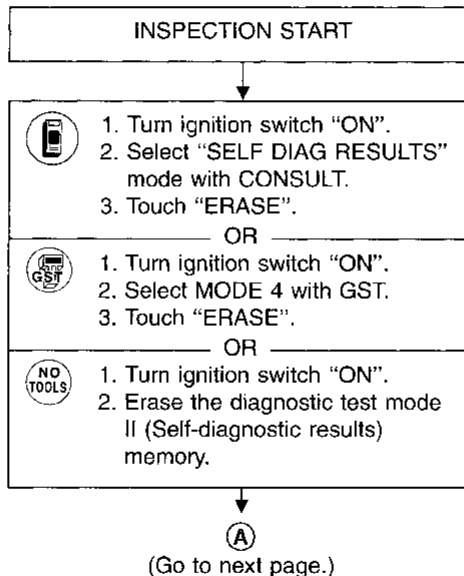 INSPECTION START
1. Turn ignition switch “ON”.
2. Select “SELF DIAG RESULTS”
mode with CONSULT.
3. Touch “ERASE”.
OR
GST
1. Turn ignition switch “ON”.
2. Select MODE 4 with GST.
3. Touch “ERASE”.
OR
NO
TOOLS
1. Turn ignition switch “ON”.
2. Erase the diagnostic test mode
II (Self-diagnostic results)
memory.
A
(Go to next page.)